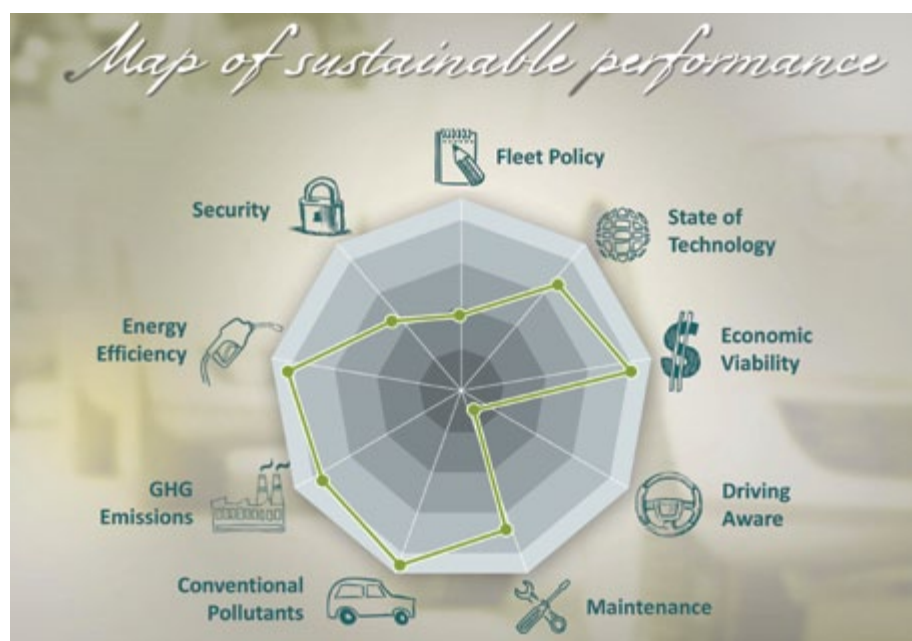 Map of sustainable performance
Fleet Policy
Security
State of
Technology
Energy
Efficiency
Economic
Viability
GHG
Emissions
Driving
Aware
Conventional
Pollutants
Maintenance